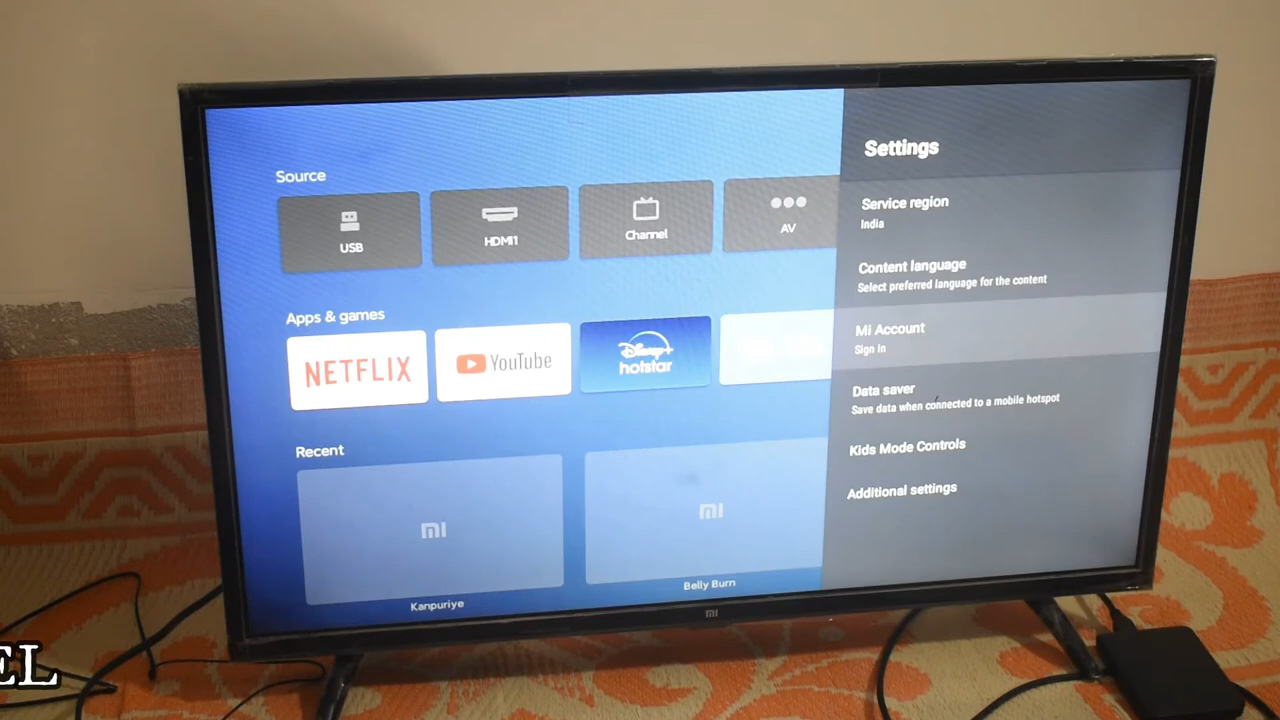 Source
USB
HDMI1
Channel
AV
Apps & games
NETFLIX
YouTube
Disney+
hotstar
Recent
mi
Kanpuriye
mi
Belly Burn
Settings
Service region
India
Content language
Select preferred language for the content
Mi Account
Sign in
Data saver
Save data when connected to a mobile hotspot
Kids Mode Controls
Additional settings
mi
EL